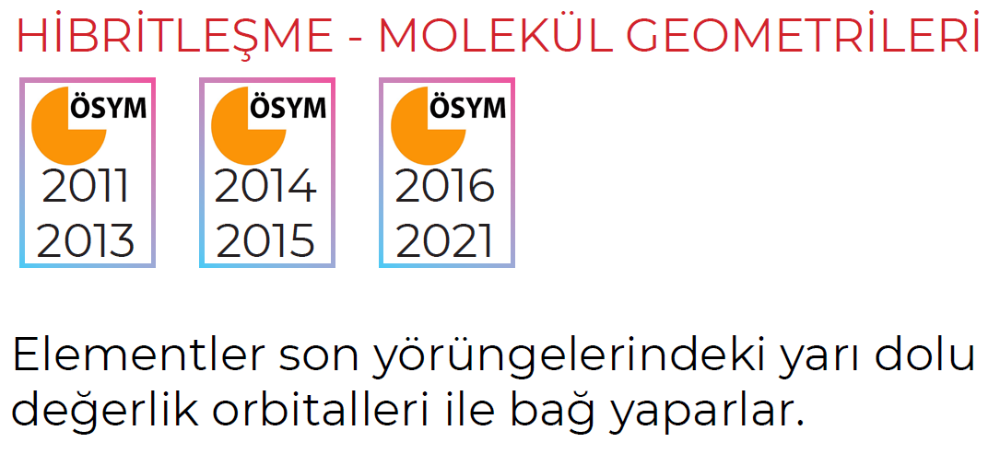 HİBRİTLEŞME - MOLEKÜL GEOMETRİLERİ
ÖSYM ÖSYM ÖSYM
2011 2014 2016
2013 2015 2021
Elementler son yörüngelerindeki yarı dolu
değerlik orbitalleri ile bağ yaparlar.